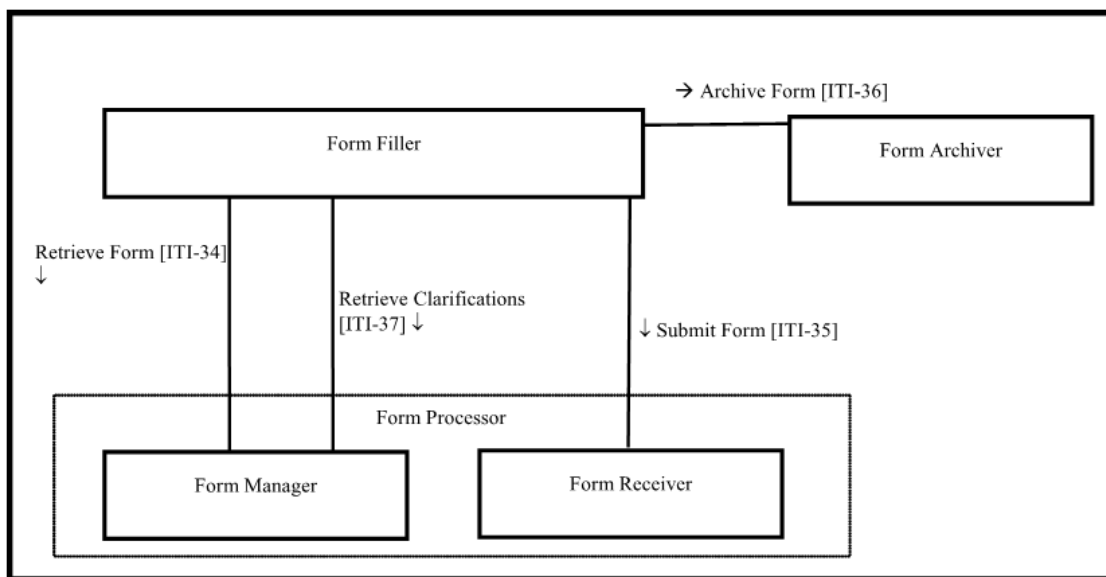 → Archive Form [ITI-36]
Form Filler
Form Archiver
Retrieve Form [ITI-34]
↓
Retrieve Clarifications
[ITI-37] ↓
↓ Submit Form [ITI-35]
Form Processor
Form Manager
Form Receiver